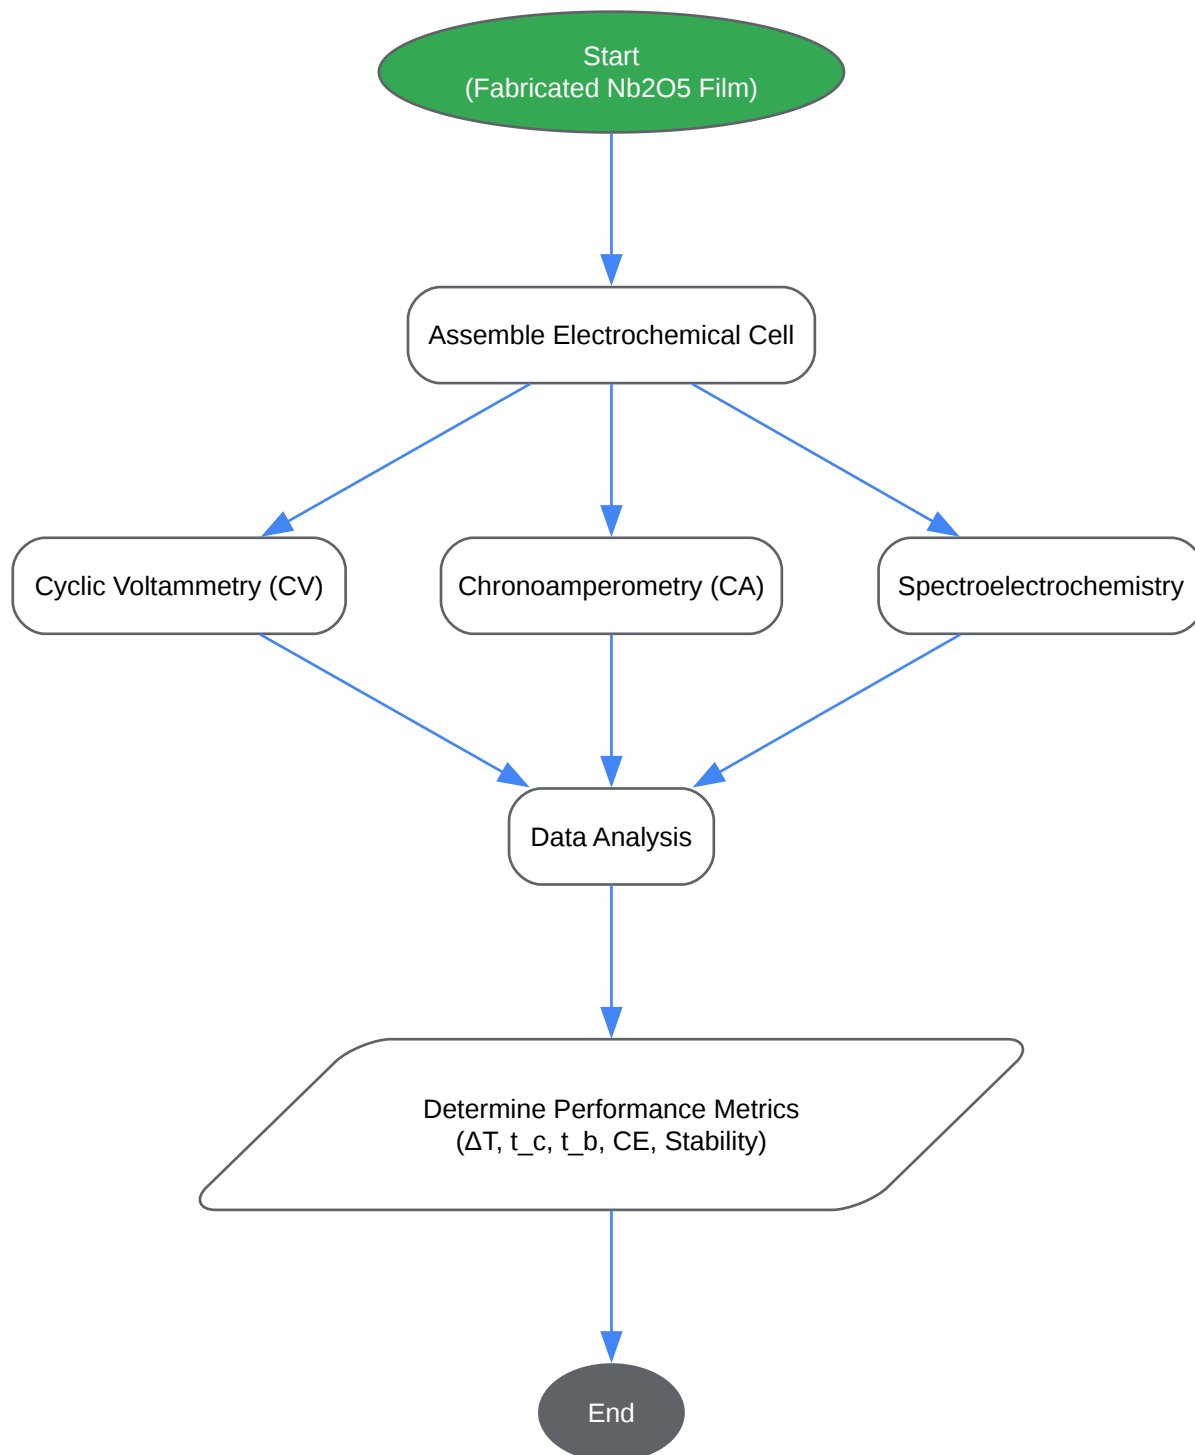 Start
(Fabricated Nb2O5 Film)
Assemble Electrochemical Cell
Cyclic Voltammetry (CV)
Chronoamperometry (CA)
Spectroelectrochemistry
Data Analysis
Determine Performance Metrics
(ΔT, t_c, t_b, CE, Stability)
End